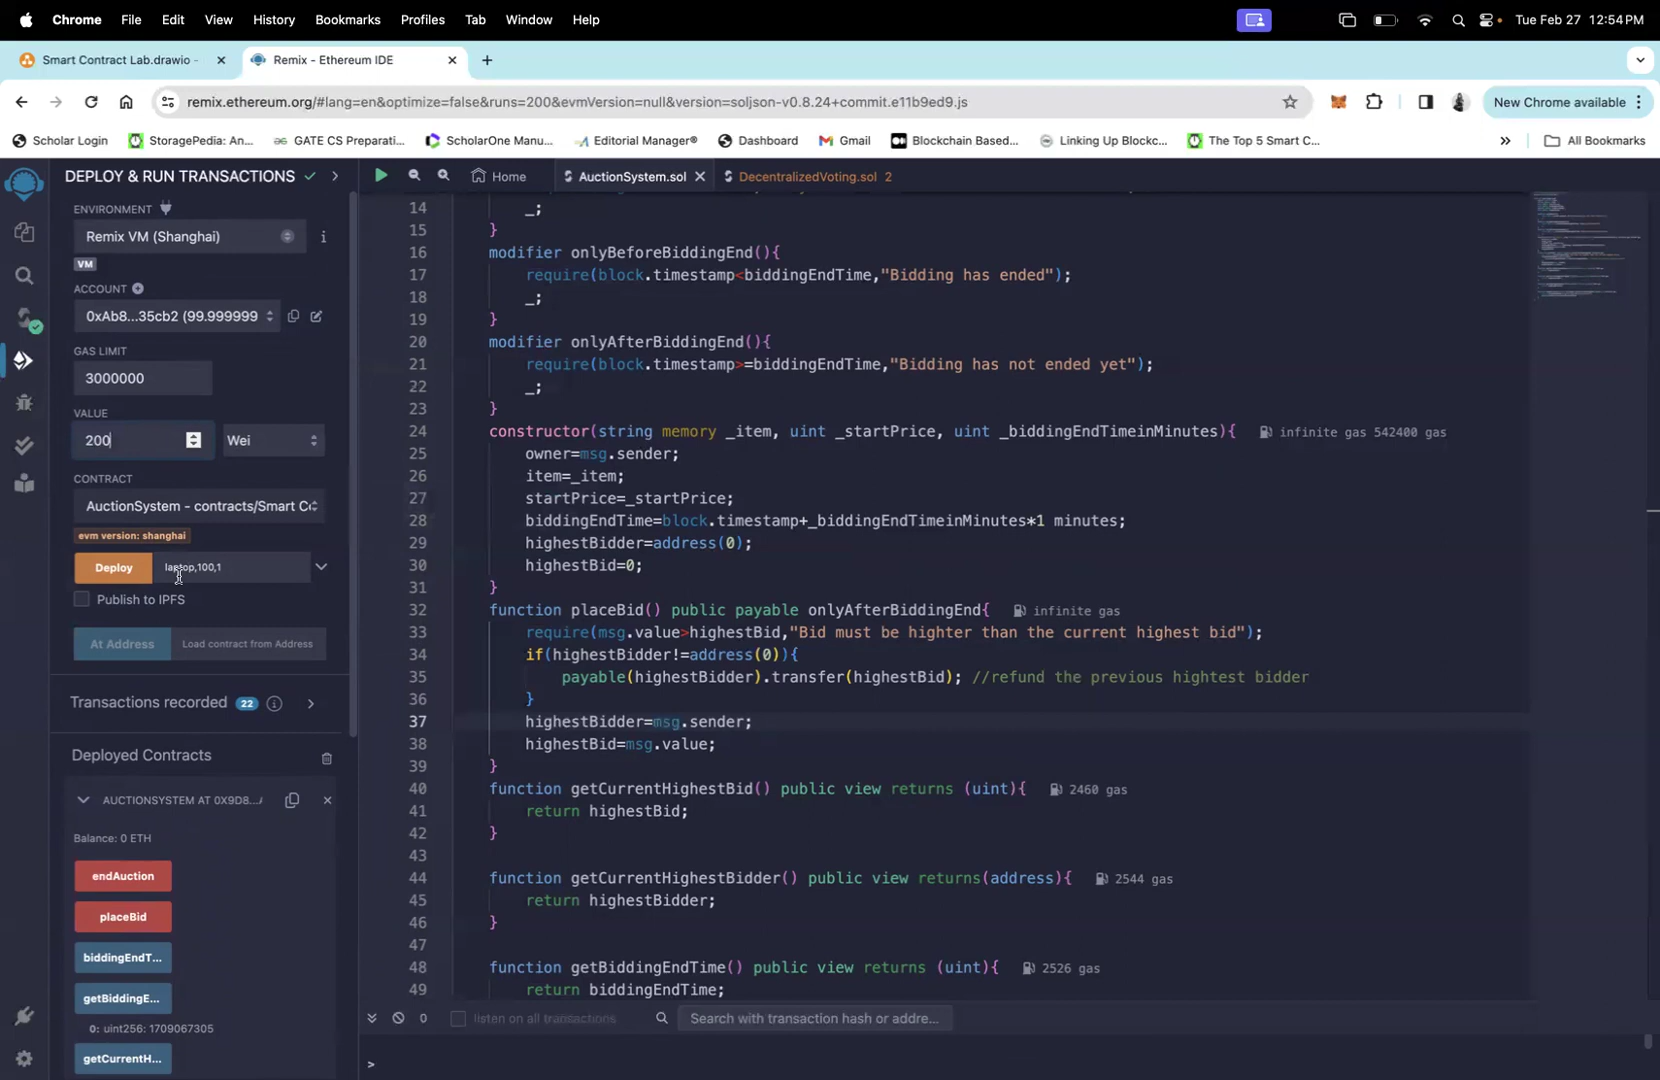 Chrome File Edit View History Bookmarks Profiles Tab Window Help Tue Feb 27 12:54 PM
Smart Contract Lab.drawio - Remix - Ethereum IDE
remix.ethereum.org/#lang=en&optimize=false&runs=200&evmVersion=null&version=soljson-v0.8.24+commit.e11b9ed9.js New Chrome available
Scholar Login StoragePedia: An... GATE CS Preparati... ScholarOne Manu... Editorial Manager® Dashboard Gmail Blockchain Based... Linking Up Blockc... The Top 5 Smart C... » All Bookmarks
DEPLOY & RUN TRANSACTIONS
ENVIRONMENT
Remix VM (Shanghai)
VM
ACCOUNT
0xAb8...35cb2 (99.999999
GAS LIMIT
3000000
VALUE
200 Wei
CONTRACT
AuctionSystem - contracts/Smart Co
evm version: shanghai
Deploy laptop,100,1
Publish to IPFS
At Address Load contract from Address
Transactions recorded 22
Deployed Contracts
AUCTIONSYSTEM AT 0X9D8...
Balance: 0 ETH
endAuction
placeBid
biddingEndT...
getBiddingE...
0: uint256: 1709067305
getCurrentH...
Home AuctionSystem.sol DecentralizedVoting.sol 2
14 _;
15 }
16 modifier onlyBeforeBiddingEnd(){
17 require(block.timestamp<biddingEndTime,"Bidding has ended");
18 _;
19 }
20 modifier onlyAfterBiddingEnd(){
21 require(block.timestamp>=biddingEndTime,"Bidding has not ended yet");
22 _;
23 }
24 constructor(string memory _item, uint _startPrice, uint _biddingEndTimeinMinutes){ infinite gas 542400 gas
25 owner=msg.sender;
26 item=_item;
27 startPrice=_startPrice;
28 biddingEndTime=block.timestamp+_biddingEndTimeinMinutes*1 minutes;
29 highestBidder=address(0);
30 highestBid=0;
31 }
32 function placeBid() public payable onlyAfterBiddingEnd{ infinite gas
33 require(msg.value>highestBid,"Bid must be highter than the current highest bid");
34 if(highestBidder!=address(0)){
35 payable(highestBidder).transfer(highestBid); //refund the previous hightest bidder
36 }
37 highestBidder=msg.sender;
38 highestBid=msg.value;
39 }
40 function getCurrentHighestBid() public view returns (uint){ 2460 gas
41 return highestBid;
42 }
43
44 function getCurrentHighestBidder() public view returns(address){ 2544 gas
45 return highestBidder;
46 }
47
48 function getBiddingEndTime() public view returns (uint){ 2526 gas
49 return biddingEndTime;
0 listen on all transactions Search with transaction hash or addre...
>